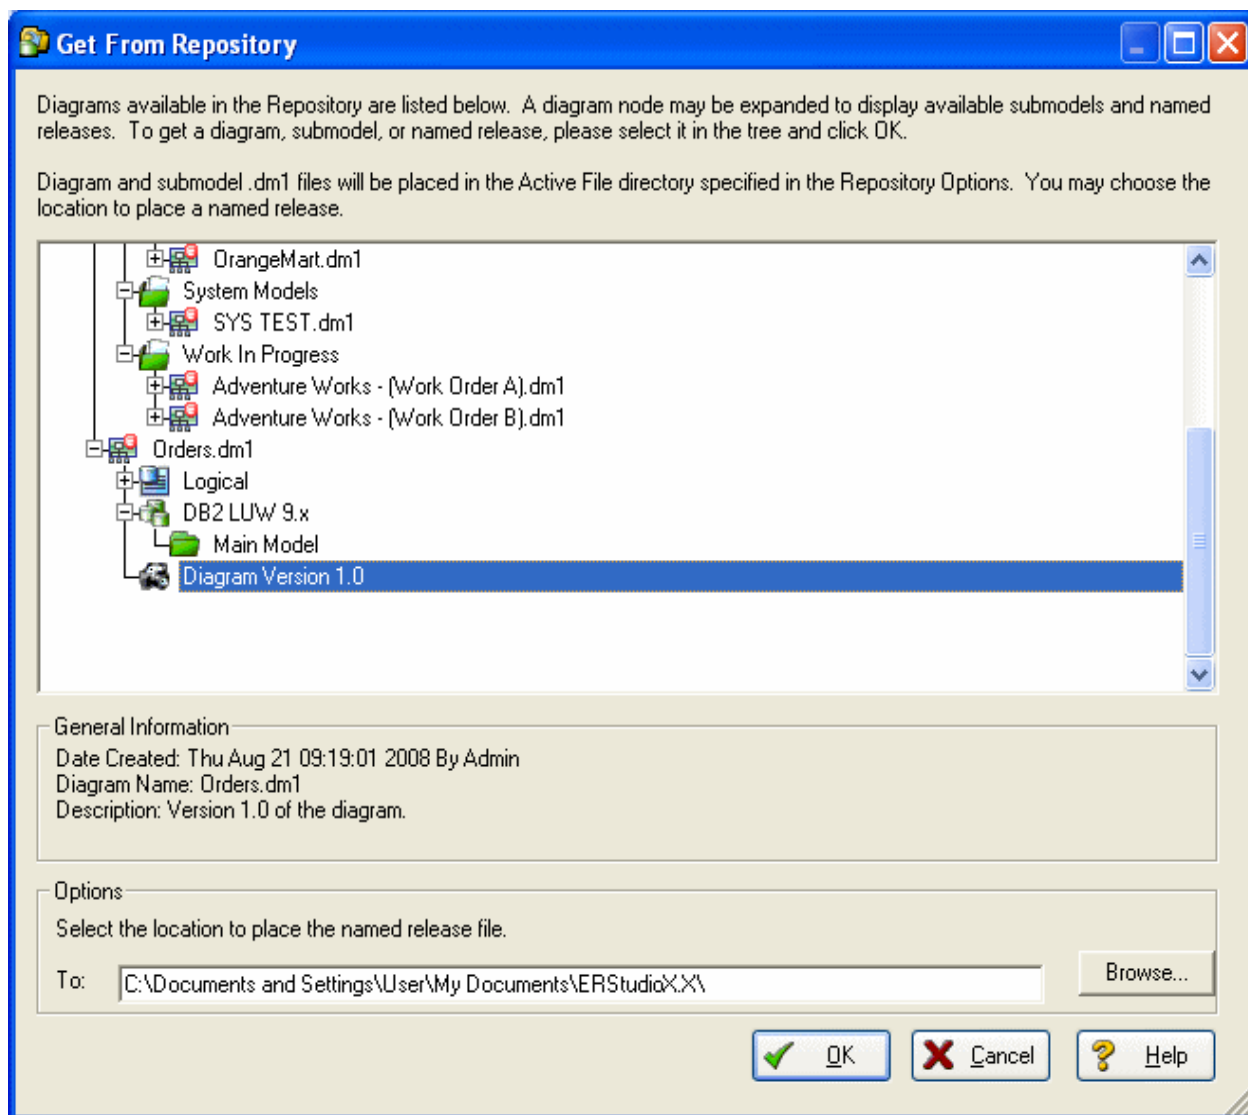 Get From Repository
Diagrams available in the Repository are listed below. A diagram node may be expanded to display available submodels and named
releases. To get a diagram, submodel, or named release, please select it in the tree and click OK.
Diagram and submodel .dm1 files will be placed in the Active File directory specified in the Repository Options. You may choose the
location to place a named release.
OrangeMart.dm1
System Models
SYS TEST.dm1
Work In Progress
Adventure Works - (Work Order A).dm1
Adventure Works - (Work Order B).dm1
Orders.dm1
Logical
DB2 LUW 9.x
Main Model
Diagram Version 1.0
General Information
Date Created: Thu Aug 21 09:19:01 2008 By Admin
Diagram Name: Orders.dm1
Description: Version 1.0 of the diagram.
Options
Select the location to place the named release file.
To: C:\Documents and Settings\User\My Documents\ERStudioX.X\ Browse...
OK Cancel Help